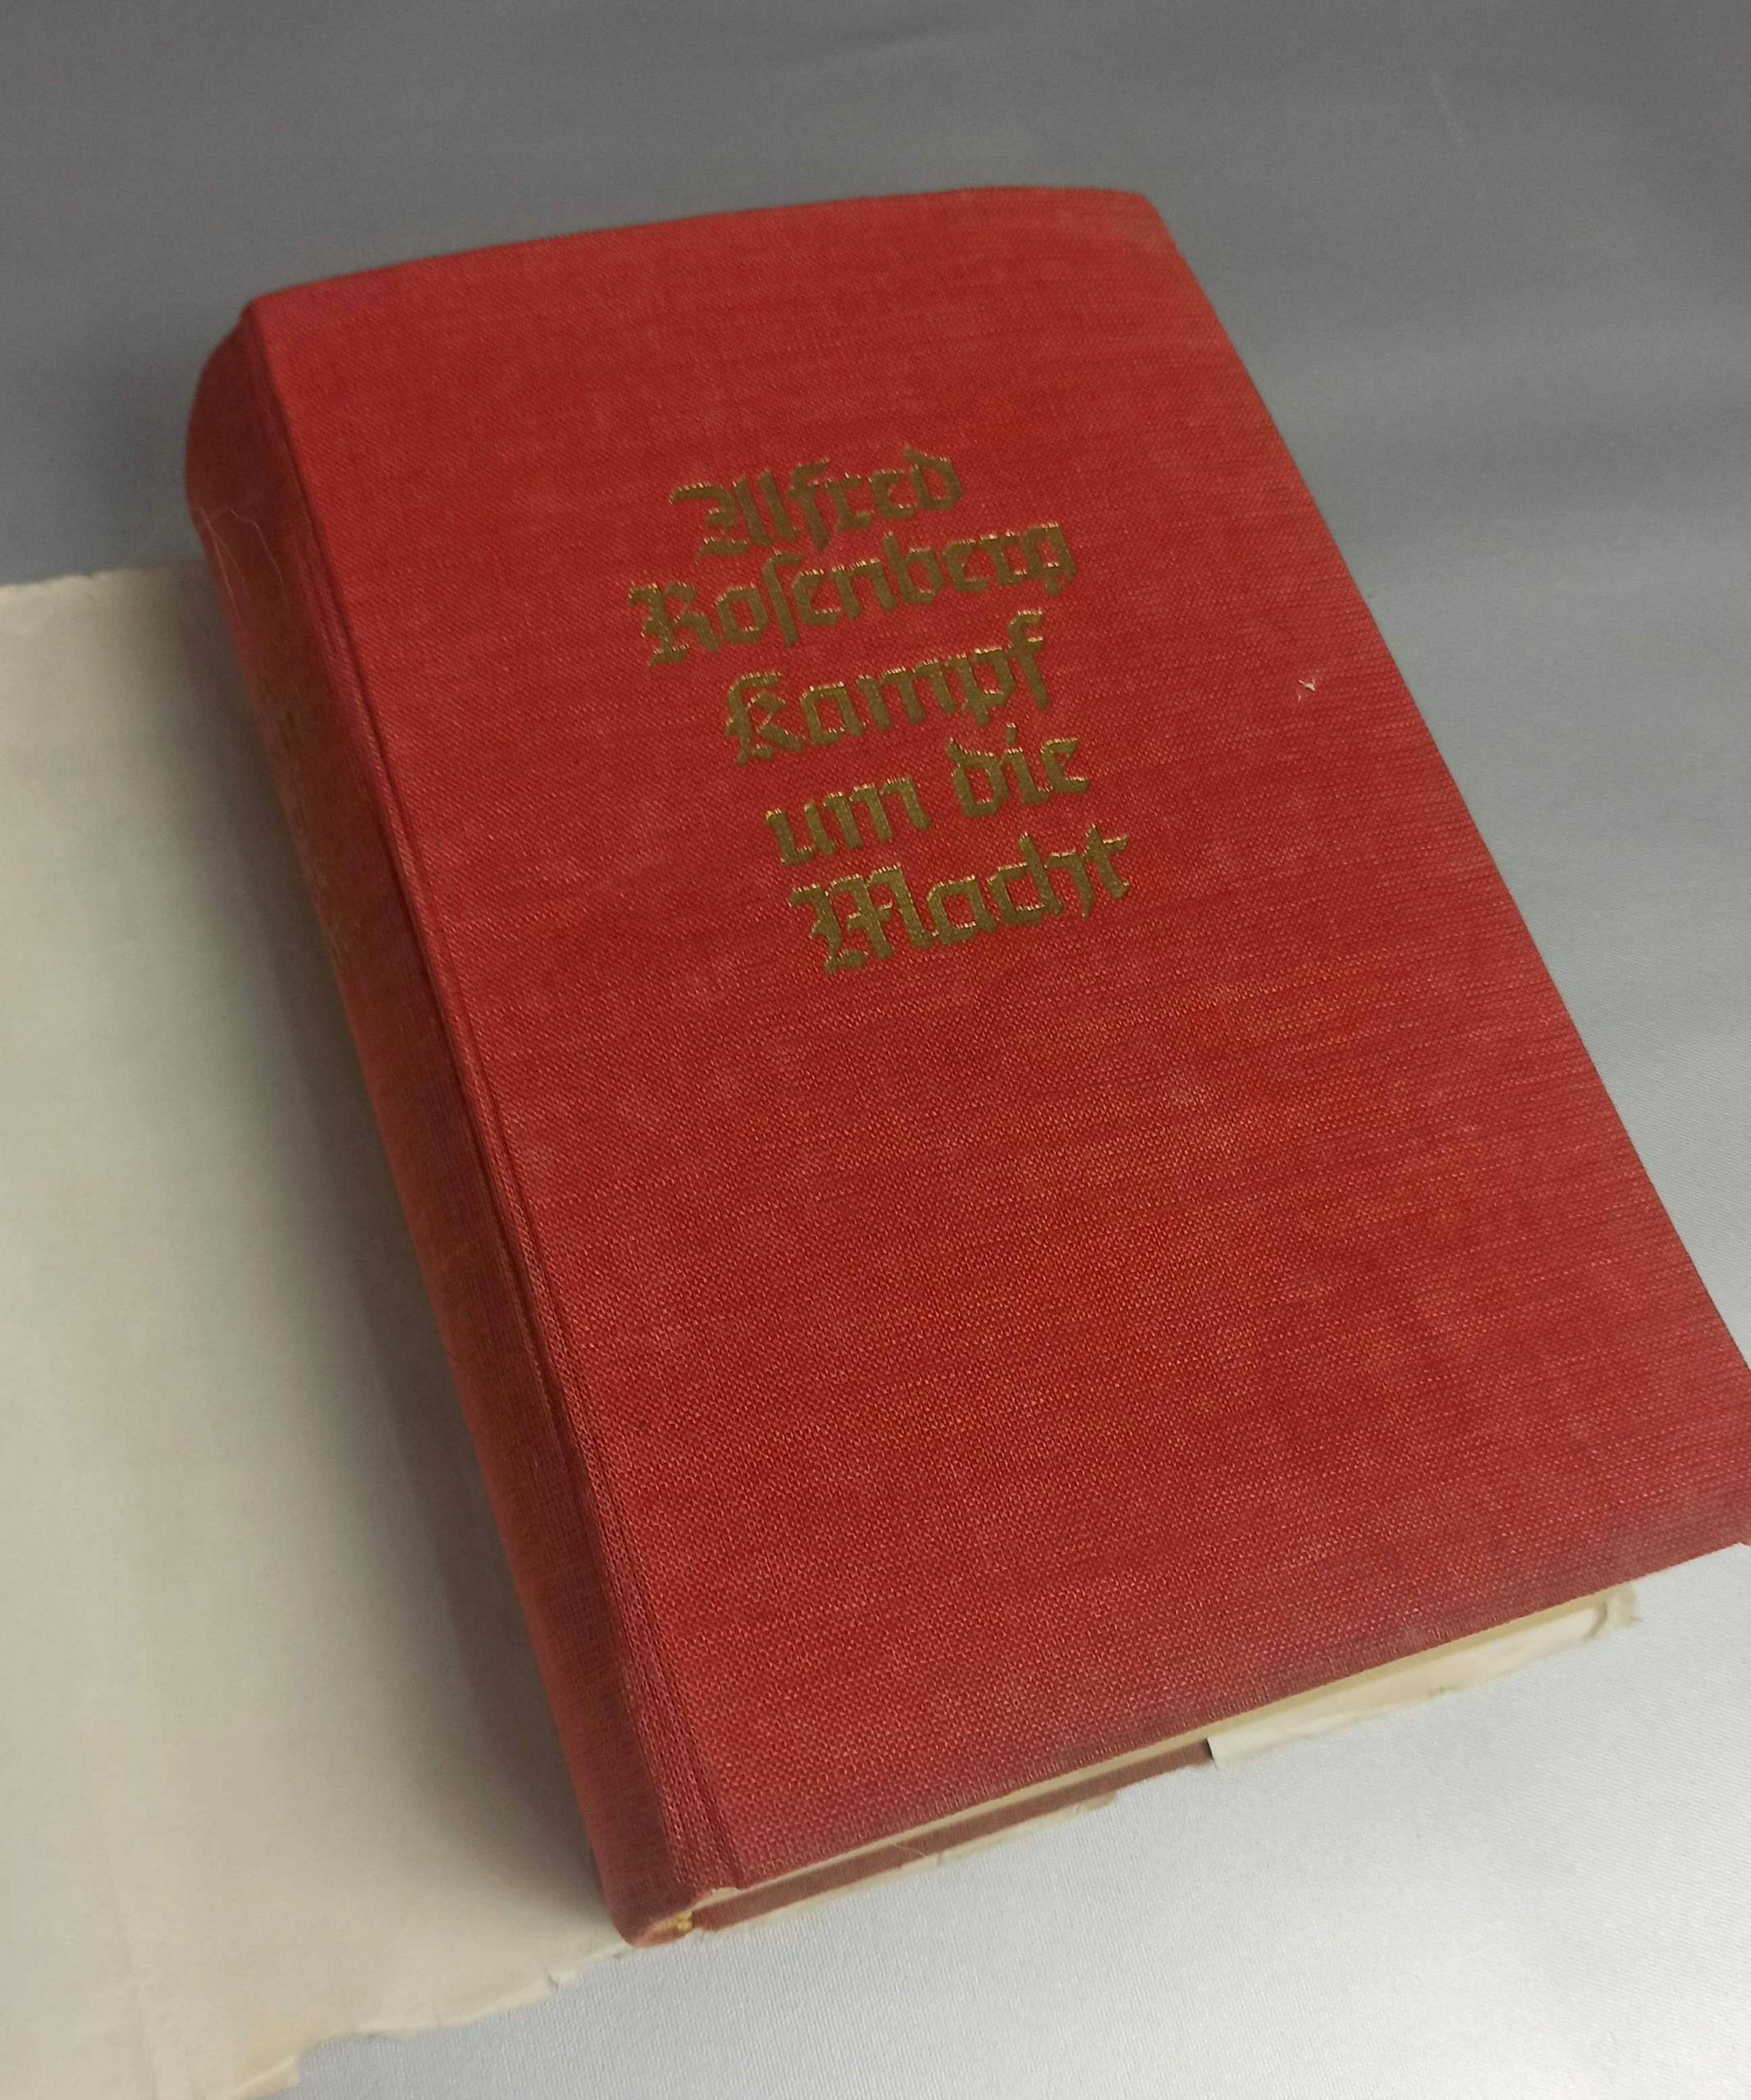 Alfred
Rosenberg
Kampf
um die
Macht